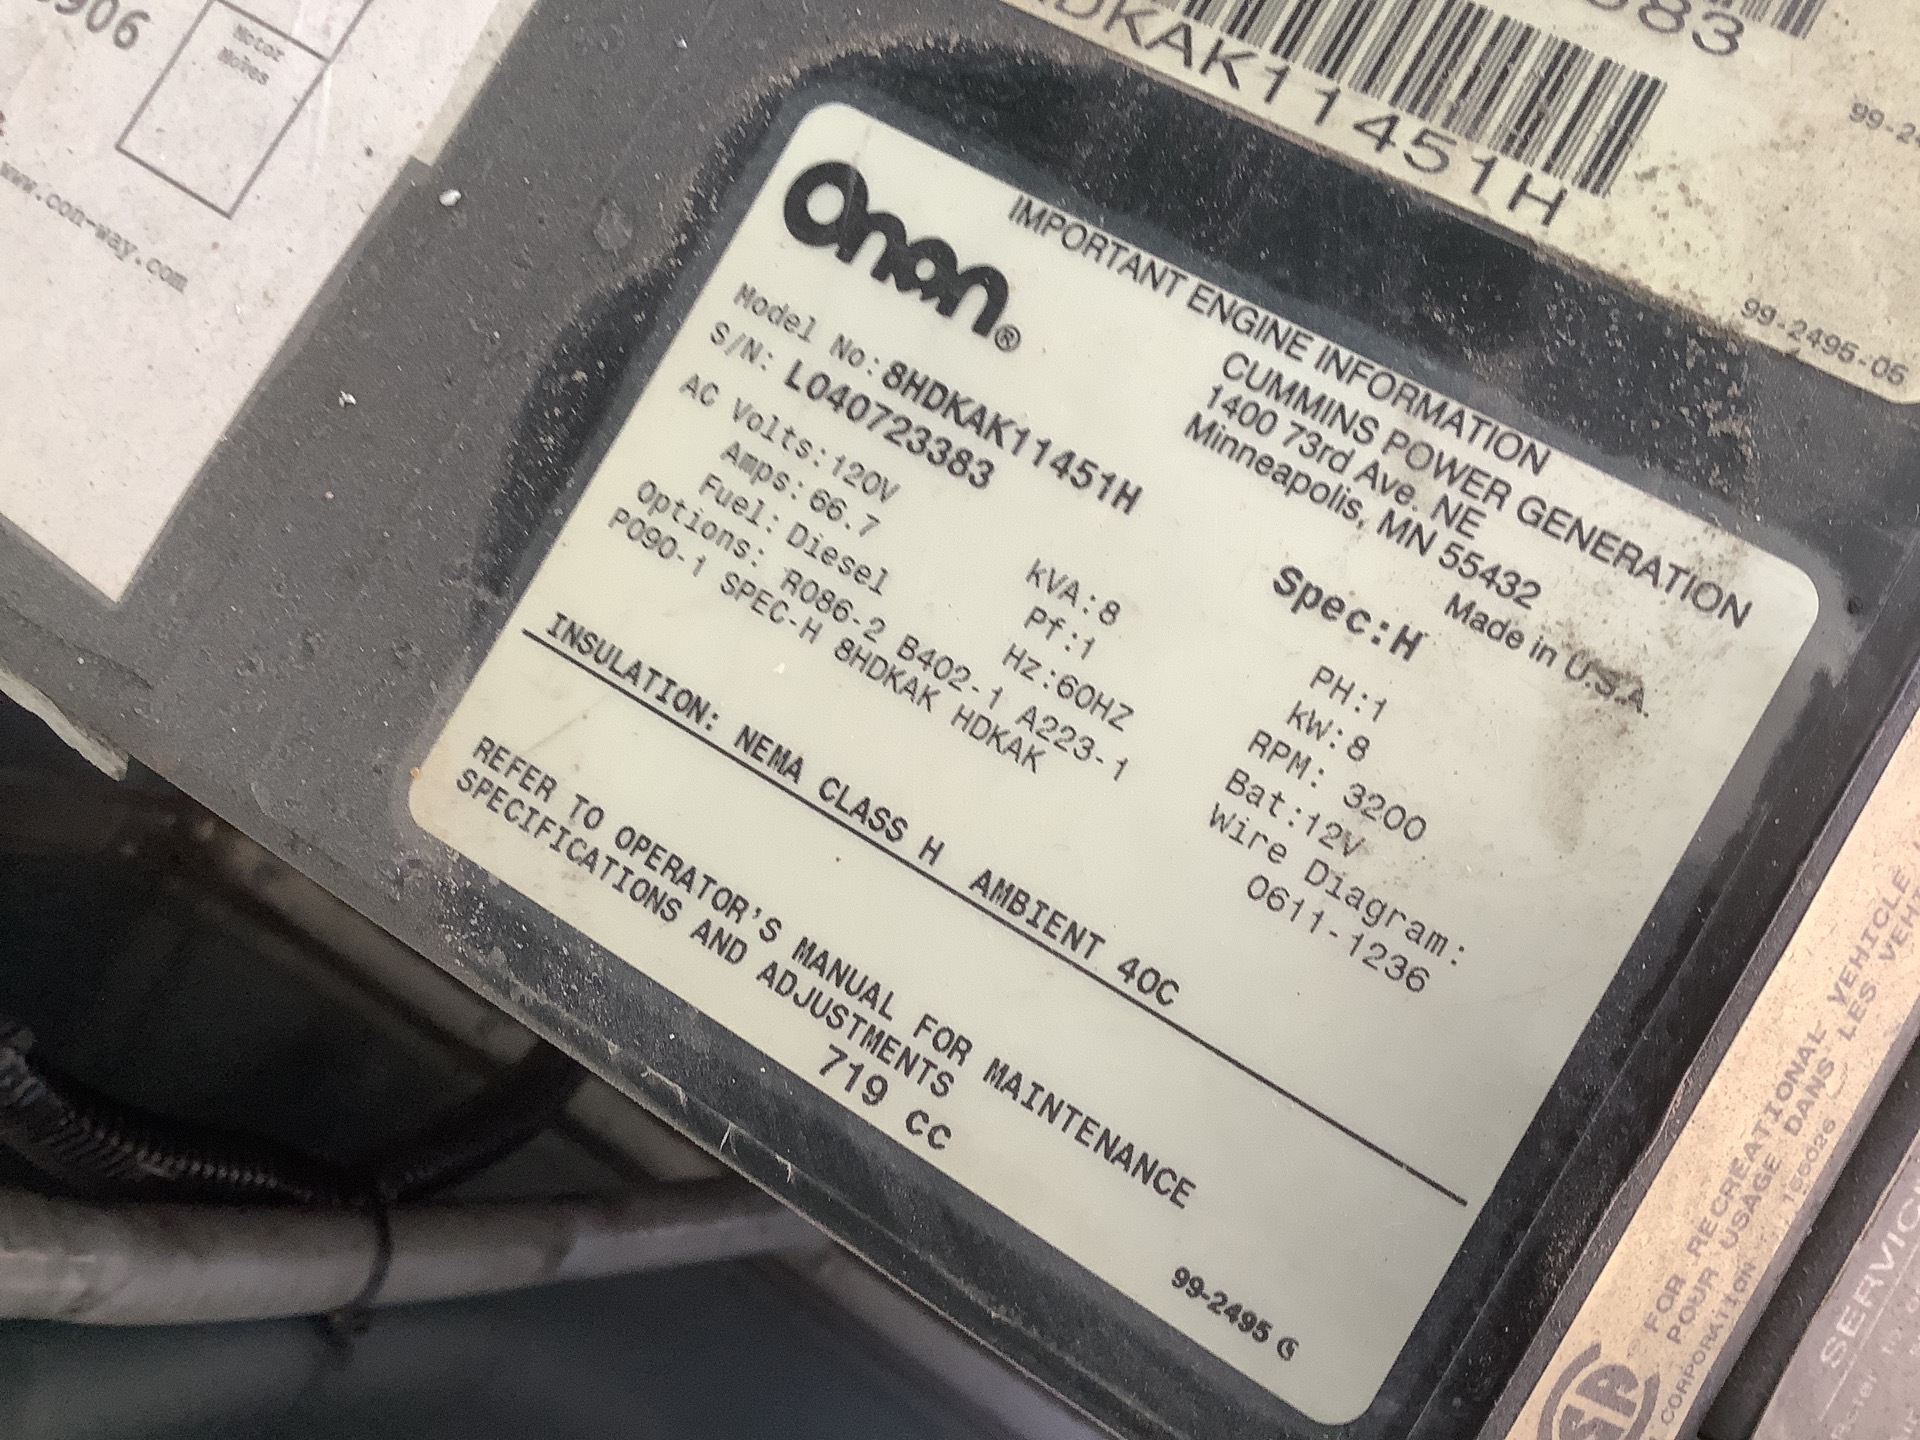 906
Motor
Moves
www.con-way.com
383
DKAK11451H
99-2495-05
Onan®
IMPORTANT ENGINE INFORMATION
CUMMINS POWER GENERATION
1400 73rd Ave. NE
Minneapolis, MN 55432
Made in U.S.A.
Model No:8HDKAK11451H
S/N: L040723383
Spec:H
AC Volts:120V kVA:8 PH:1
Amps:66.7 Pf:1 KW:8
Fuel: Diesel Hz:60HZ RPM: 3200
Options: R086-2 B402-1 A223-1 Bat:12V
P090-1 SPEC-H 8HDKAK HDKAK Wire Diagram:
0611-1236
INSULATION: NEMA CLASS H AMBIENT 40C
REFER TO OPERATOR'S MANUAL FOR MAINTENANCE
SPECIFICATIONS AND ADJUSTMENTS
719 CC
99-2495 G
FOR RECREATIONAL VEHICLE
POUR USAGE DANS LES
CORPORATION 155026